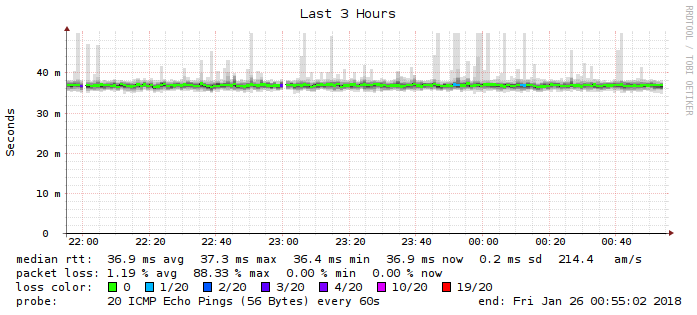 Last 3 Hours
RRDTOOL / TOBI OETIKER
Seconds
40 m
30 m
20 m
10 m
0
22:00 22:20 22:40 23:00 23:20 23:40 00:00 00:20 00:40
median rtt: 36.9 ms avg 37.3 ms max 36.4 ms min 36.9 ms now 0.2 ms sd 214.4 am/s
packet loss: 1.19 % avg 88.33 % max 0.00 % min 0.00 % now
loss color: 0 1/20 2/20 3/20 4/20 10/20 19/20
probe: 20 ICMP Echo Pings (56 Bytes) every 60s end: Fri Jan 26 00:55:02 2018